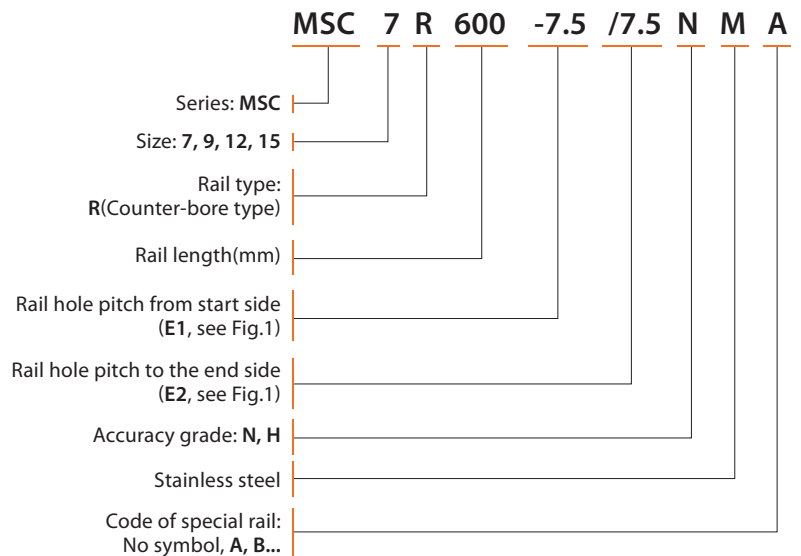 MSC 7 R 600 -7.5 /7.5 N M A
Series: MSC
Size: 7, 9, 12, 15
Rail type:
R(Counter-bore type)
Rail length(mm)
Rail hole pitch from start side
(E1, see Fig.1)
Rail hole pitch to the end side
(E2, see Fig.1)
Accuracy grade: N, H
Stainless steel
Code of special rail:
No symbol, A, B...